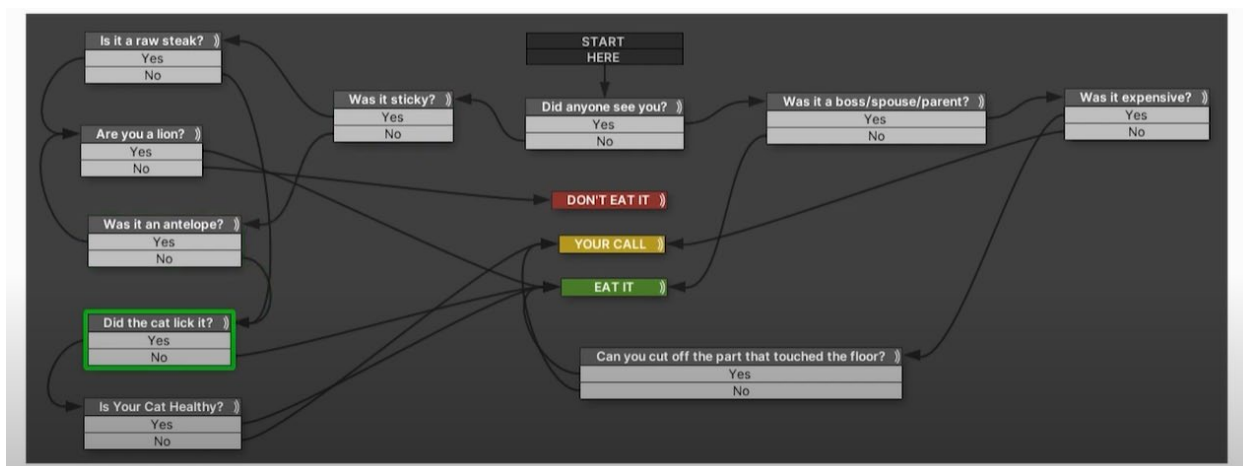 START
HERE
Did anyone see you?
Yes
No
Was it sticky?
Yes
No
Is it a raw steak?
Yes
No
Are you a lion?
Yes
No
Was it an antelope?
Yes
No
Did the cat lick it?
Yes
No
Is Your Cat Healthy?
Yes
No
Was it a boss/spouse/parent?
Yes
No
Was it expensive?
Yes
No
Can you cut off the part that touched the floor?
Yes
No
DON'T EAT IT
YOUR CALL
EAT IT